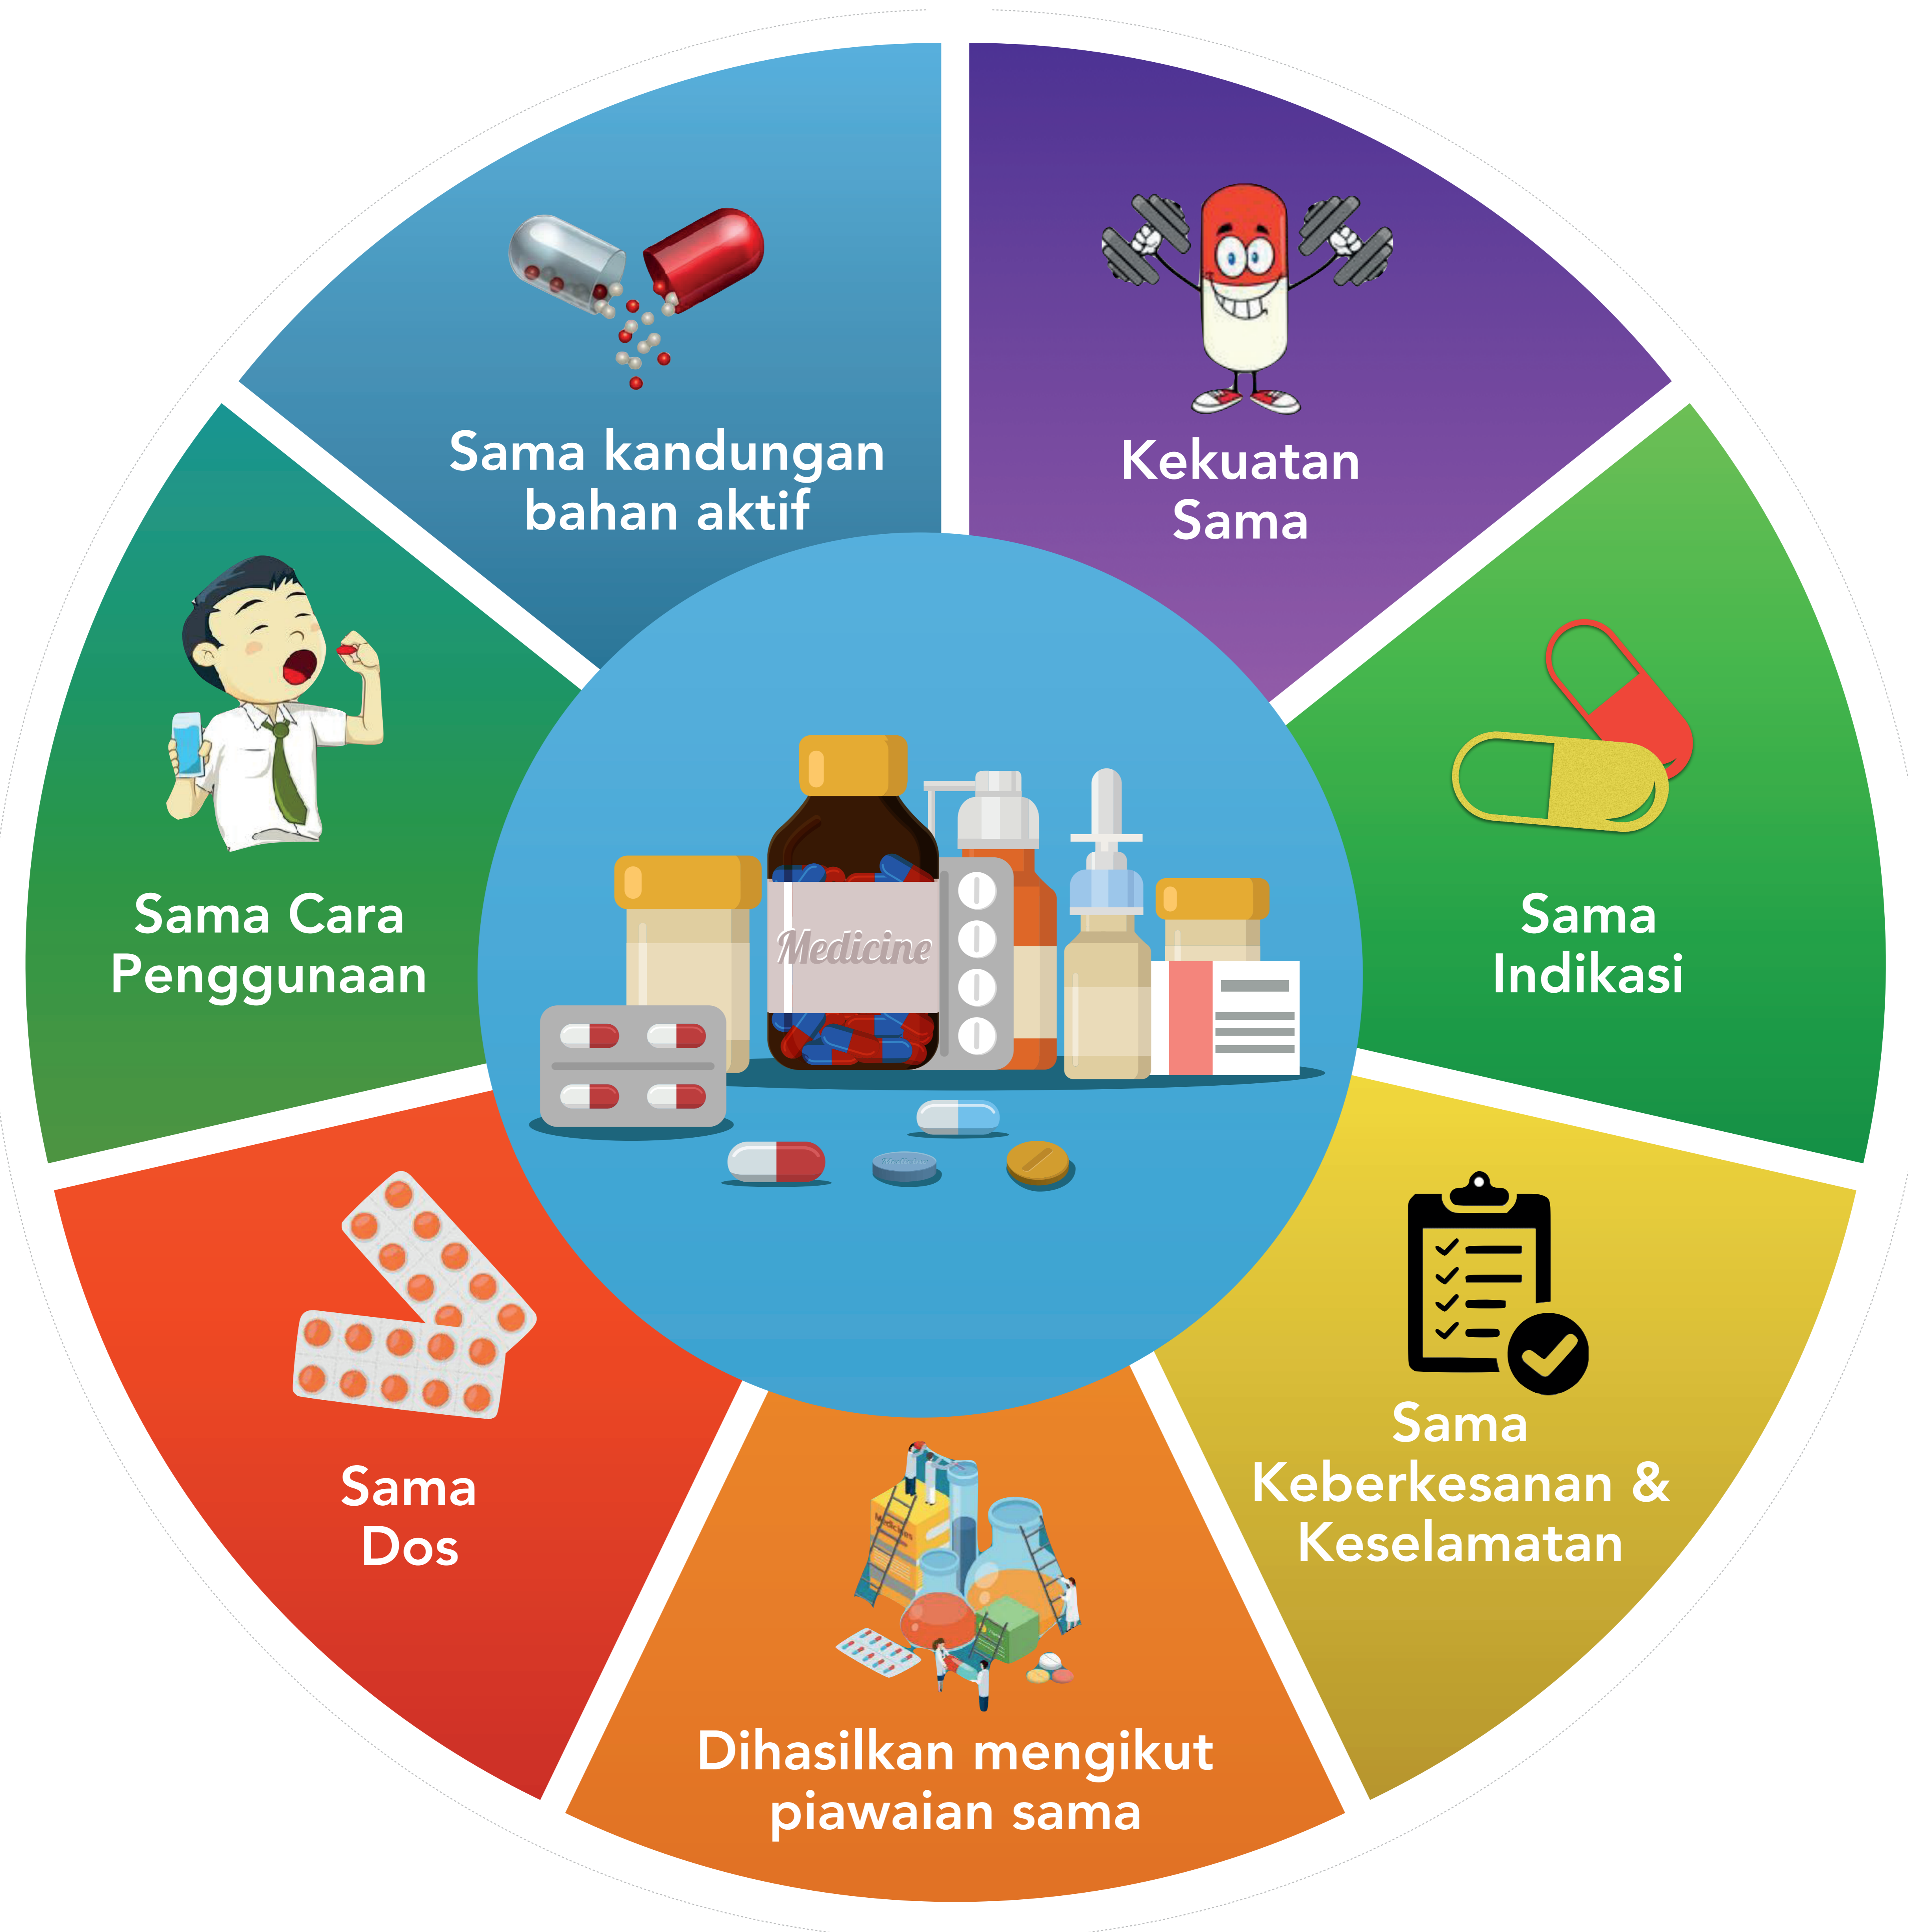 Sama kandungan
bahan aktif
Kekuatan
Sama
Sama
Indikasi
Sama
Keberkesanan &
Keselamatan
Dihasilkan mengikut
piawaian sama
Sama
Dos
Sama Cara
Penggunaan
Medicine
Medicines